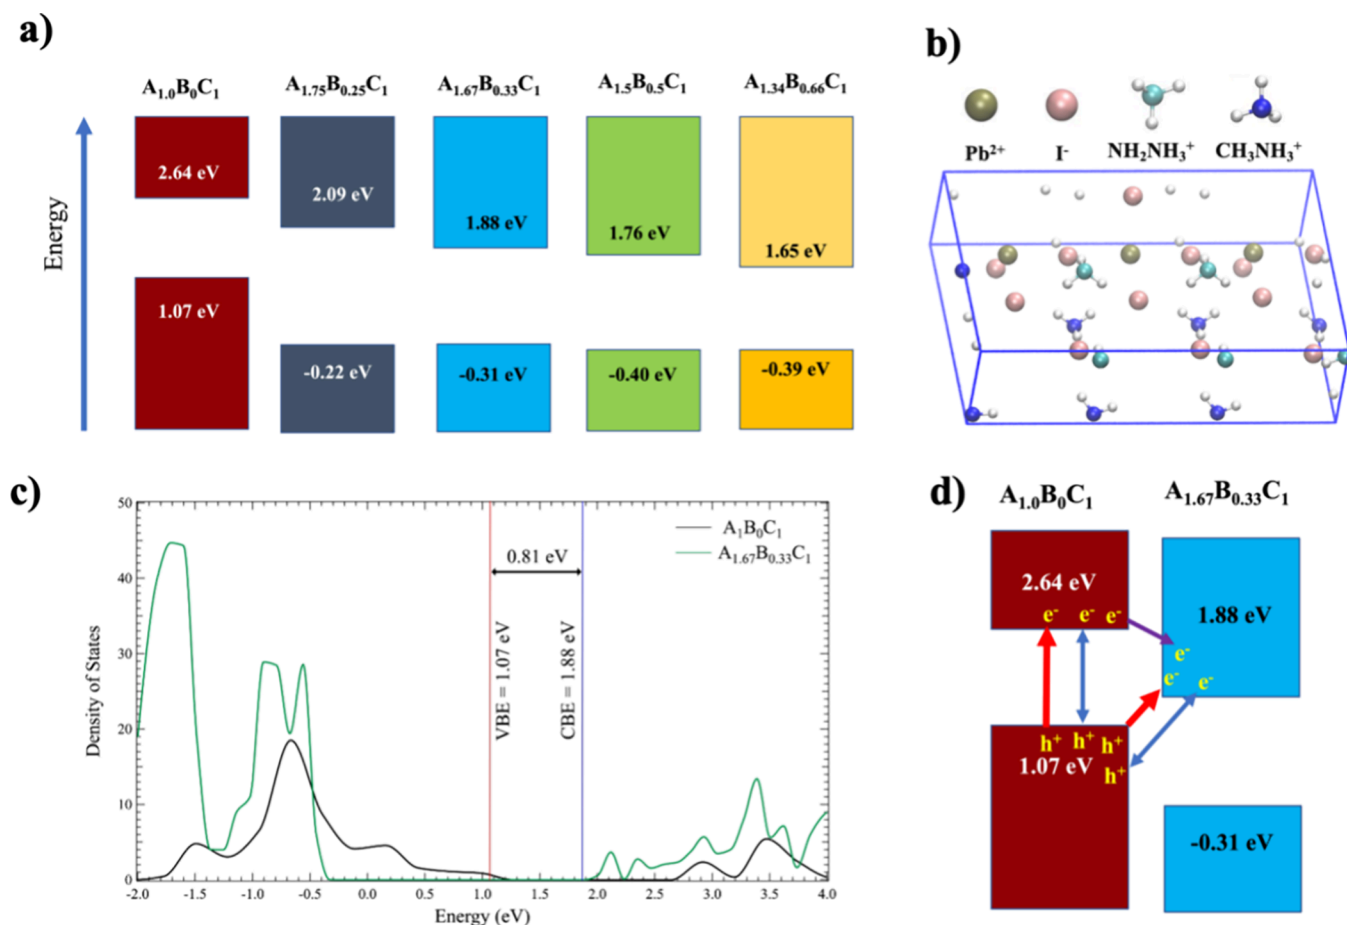 a)
A1.0B0C1 A1.75B0.25C1 A1.67B0.33C1 A1.5B0.5C1 A1.34B0.66C1
Energy
2.64 eV 2.09 eV 1.88 eV 1.76 eV 1.65 eV
1.07 eV -0.22 eV -0.31 eV -0.40 eV -0.39 eV
b)
Pb2+ I- NH2NH3+ CH3NH3+
c)
Density of States
50
40
30
20
10
0
A1B0C1
A1.67B0.33C1
0.81 eV
VBE = 1.07 eV
CBE = 1.88 eV
-2.0 -1.5 -1.0 -0.5 0.0 0.5 1.0 1.5 2.0 2.5 3.0 3.5 4.0
Energy (eV)
d)
A1.0B0C1 A1.67B0.33C1
2.64 eV
e- e- e-
1.88 eV
e-
e- e-
h+ h+ h+
1.07 eV h+
-0.31 eV